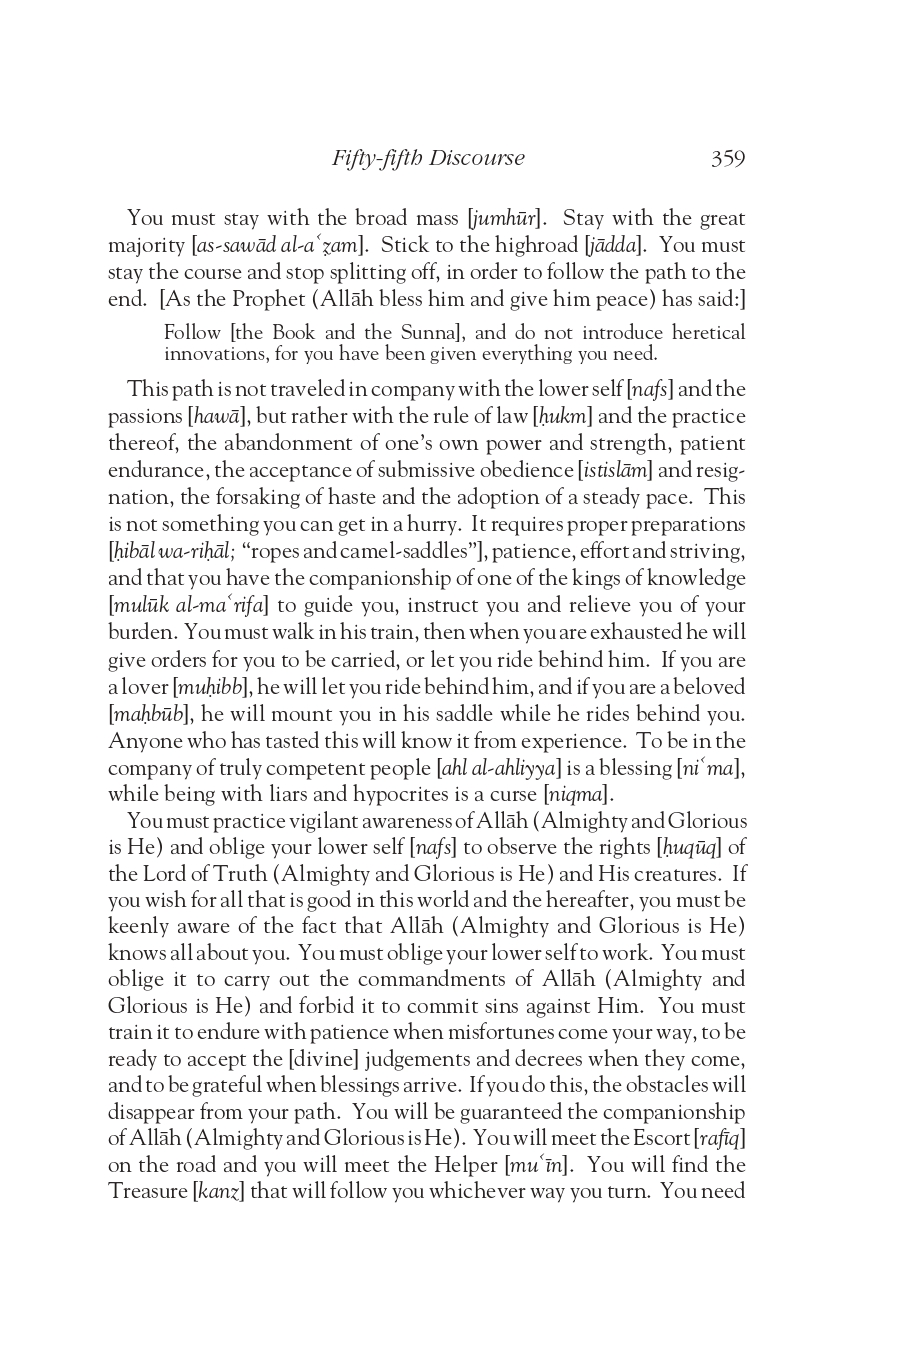 Fifty-fifth Discourse 359
You must stay with the broad mass [jumhūr]. Stay with the great
majority [as-sawād al-aʿẓam]. Stick to the highroad [jādda]. You must
stay the course and stop splitting off, in order to follow the path to the
end. [As the Prophet (Allāh bless him and give him peace) has said:]
Follow [the Book and the Sunna], and do not introduce heretical
innovations, for you have been given everything you need.
This path is not traveled in company with the lower self [nafs] and the
passions [hawā], but rather with the rule of law [ḥukm] and the practice
thereof, the abandonment of one’s own power and strength, patient
endurance, the acceptance of submissive obedience [istislām] and resig-
nation, the forsaking of haste and the adoption of a steady pace. This
is not something you can get in a hurry. It requires proper preparations
[ḥibāl wa-riḥāl; “ropes and camel-saddles”], patience, effort and striving,
and that you have the companionship of one of the kings of knowledge
[mulūk al-maʿrifa] to guide you, instruct you and relieve you of your
burden. You must walk in his train, then when you are exhausted he will
give orders for you to be carried, or let you ride behind him. If you are
a lover [muḥibb], he will let you ride behind him, and if you are a beloved
[maḥbūb], he will mount you in his saddle while he rides behind you.
Anyone who has tasted this will know it from experience. To be in the
company of truly competent people [ahl al-ahliyya] is a blessing [niʿma],
while being with liars and hypocrites is a curse [niqma].
You must practice vigilant awareness of Allāh (Almighty and Glorious
is He) and oblige your lower self [nafs] to observe the rights [ḥuqūq] of
the Lord of Truth (Almighty and Glorious is He) and His creatures. If
you wish for all that is good in this world and the hereafter, you must be
keenly aware of the fact that Allāh (Almighty and Glorious is He)
knows all about you. You must oblige your lower self to work. You must
oblige it to carry out the commandments of Allāh (Almighty and
Glorious is He) and forbid it to commit sins against Him. You must
train it to endure with patience when misfortunes come your way, to be
ready to accept the [divine] judgements and decrees when they come,
and to be grateful when blessings arrive. If you do this, the obstacles will
disappear from your path. You will be guaranteed the companionship
of Allāh (Almighty and Glorious is He). You will meet the Escort [rafīq]
on the road and you will meet the Helper [muʿīn]. You will find the
Treasure [kanz] that will follow you whichever way you turn. You need